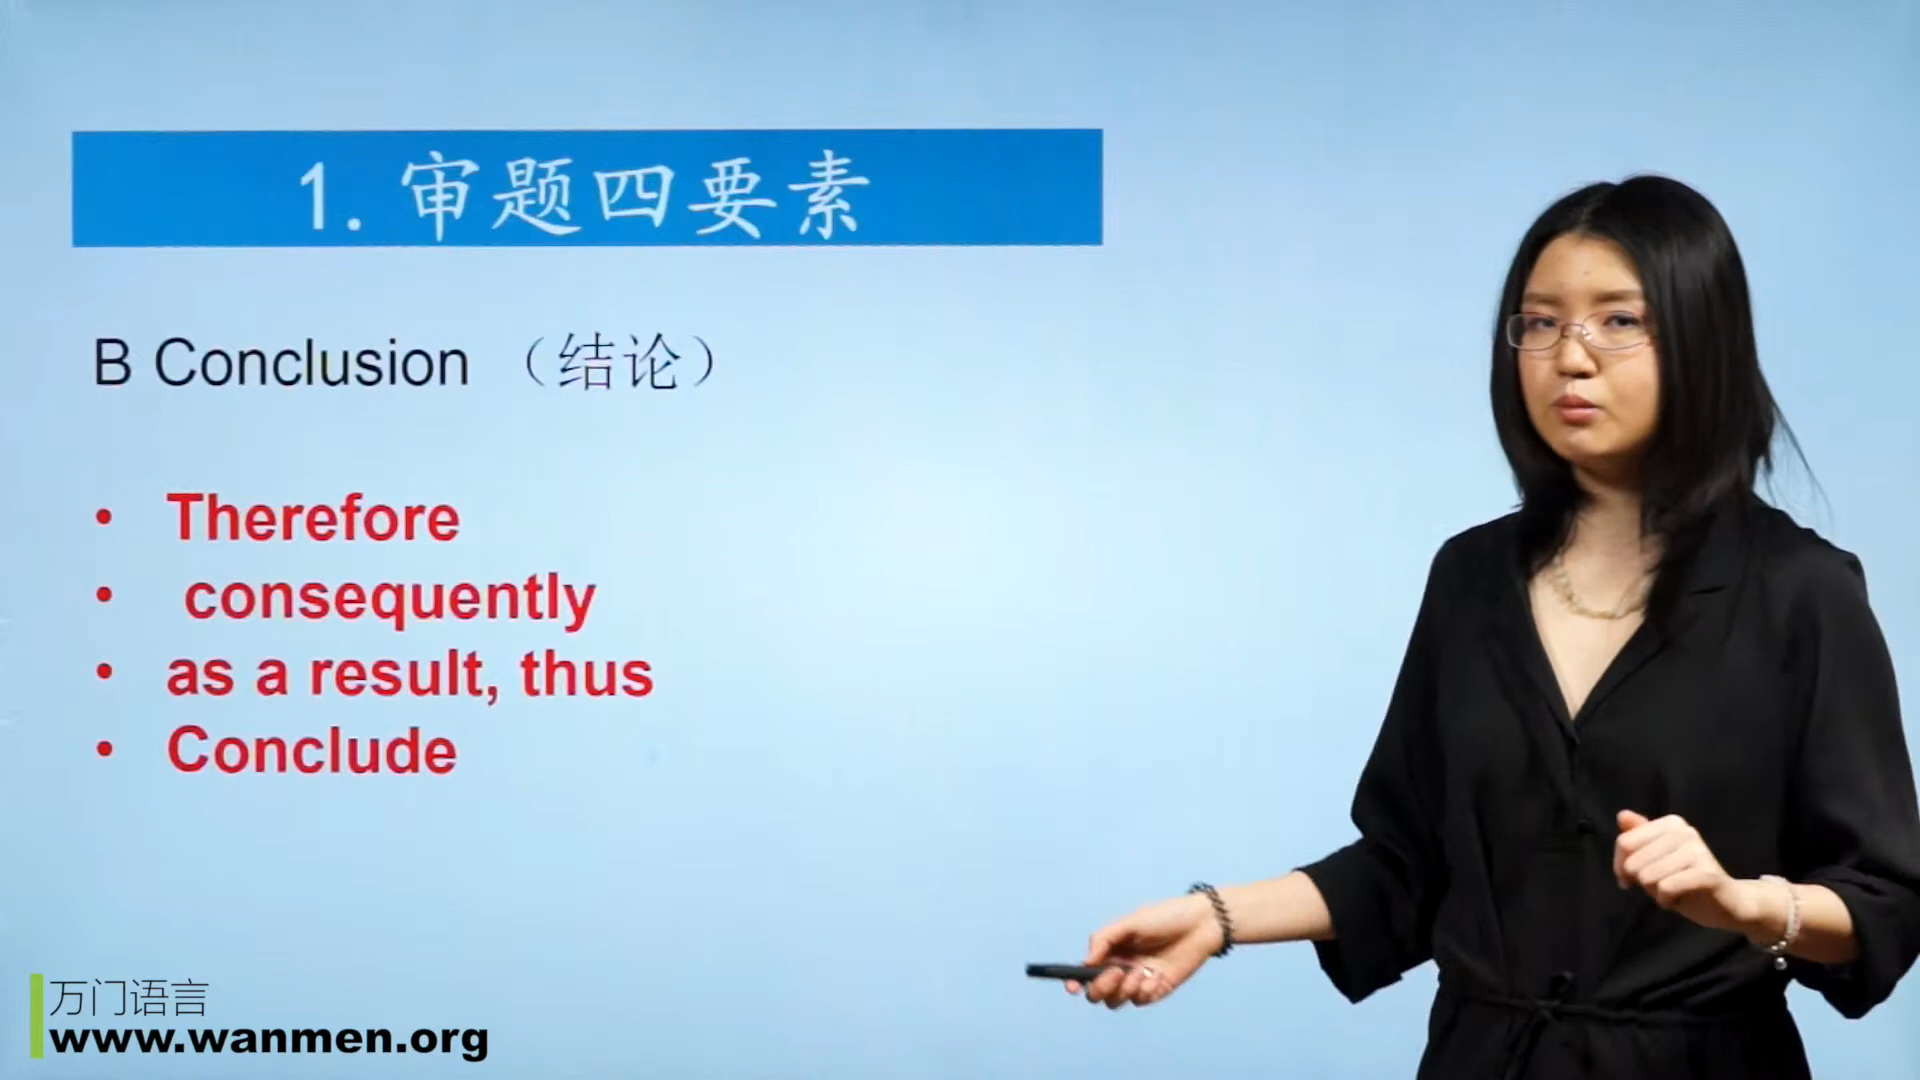 1.审题四要素
B Conclusion （结论）
• Therefore
• consequently
• as a result, thus
• Conclude
万门语言
www.wanmen.org